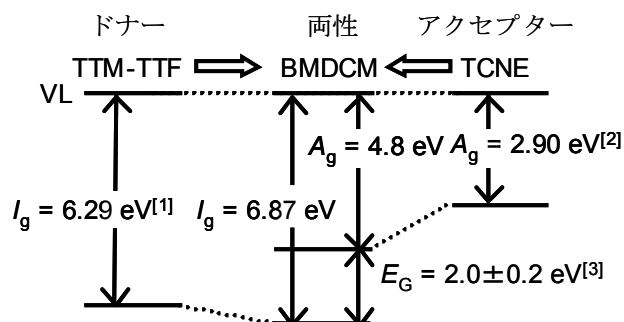 ドナー 両性 アクセプター
TTM-TTF BMDCM TCNE
VL
Ag = 4.8 eV Ag = 2.90 eV[2]
Ig = 6.29 eV[1] Ig = 6.87 eV
EG = 2.0±0.2 eV[3]